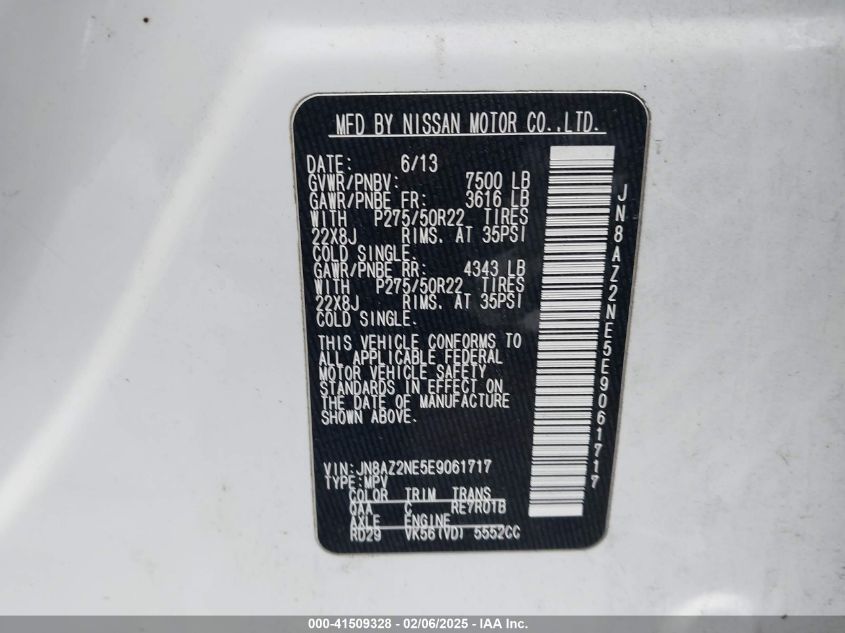 MFD BY NISSAN MOTOR CO.,LTD.
DATE: 6/13
GVWR/PNBV: 7500 LB
GAWR/PNBE FR: 3616 LB
WITH P275/50R22 TIRES
22X8J RIMS. AT 35PSI
COLD SINGLE.
GAWR/PNBE RR: 4343 LB
WITH P275/50R22 TIRES
22X8J RIMS. AT 35PSI
COLD SINGLE.
THIS VEHICLE CONFORMS TO
ALL APPLICABLE FEDERAL
MOTOR VEHICLE SAFETY
STANDARDS IN EFFECT ON
THE DATE OF MANUFACTURE
SHOWN ABOVE.
VIN:JN8AZ2NE5E9061717
TYPE:MPV
COLOR TRIM TRANS
QAA C RE7R01B
AXLE ENGINE
RD29 VK56(VD) 5552CC
JN8AZ2NE5E9061717
000-41509328 - 02/06/2025 - IAA Inc.